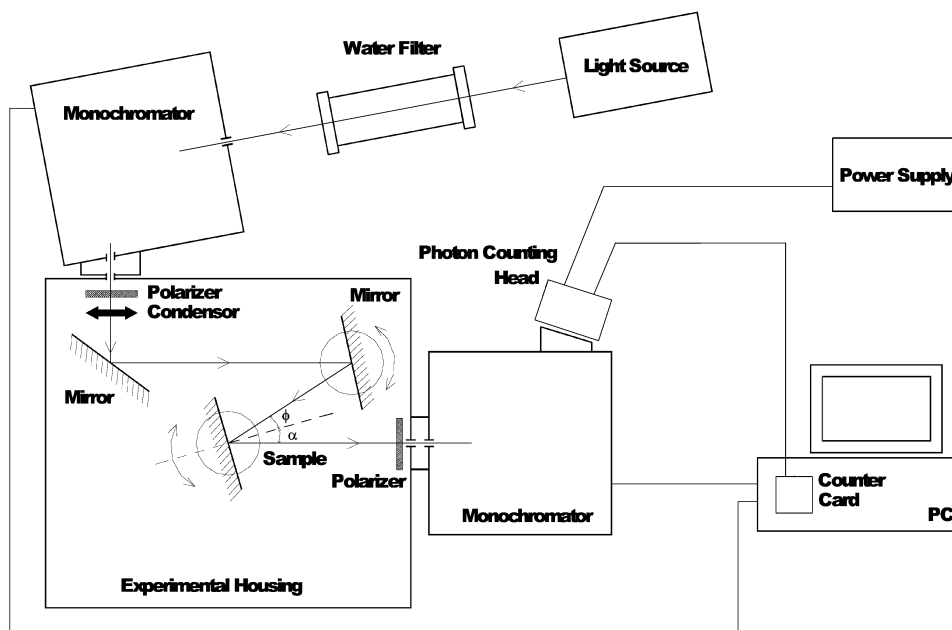 Water Filter
Light Source
Monochromator
Power Supply
Photon Counting
Head
Polarizer
Condensor
Mirror
Mirror
ϕ
α
Sample
Polarizer
Monochromator
Counter
Card
PC
Experimental Housing